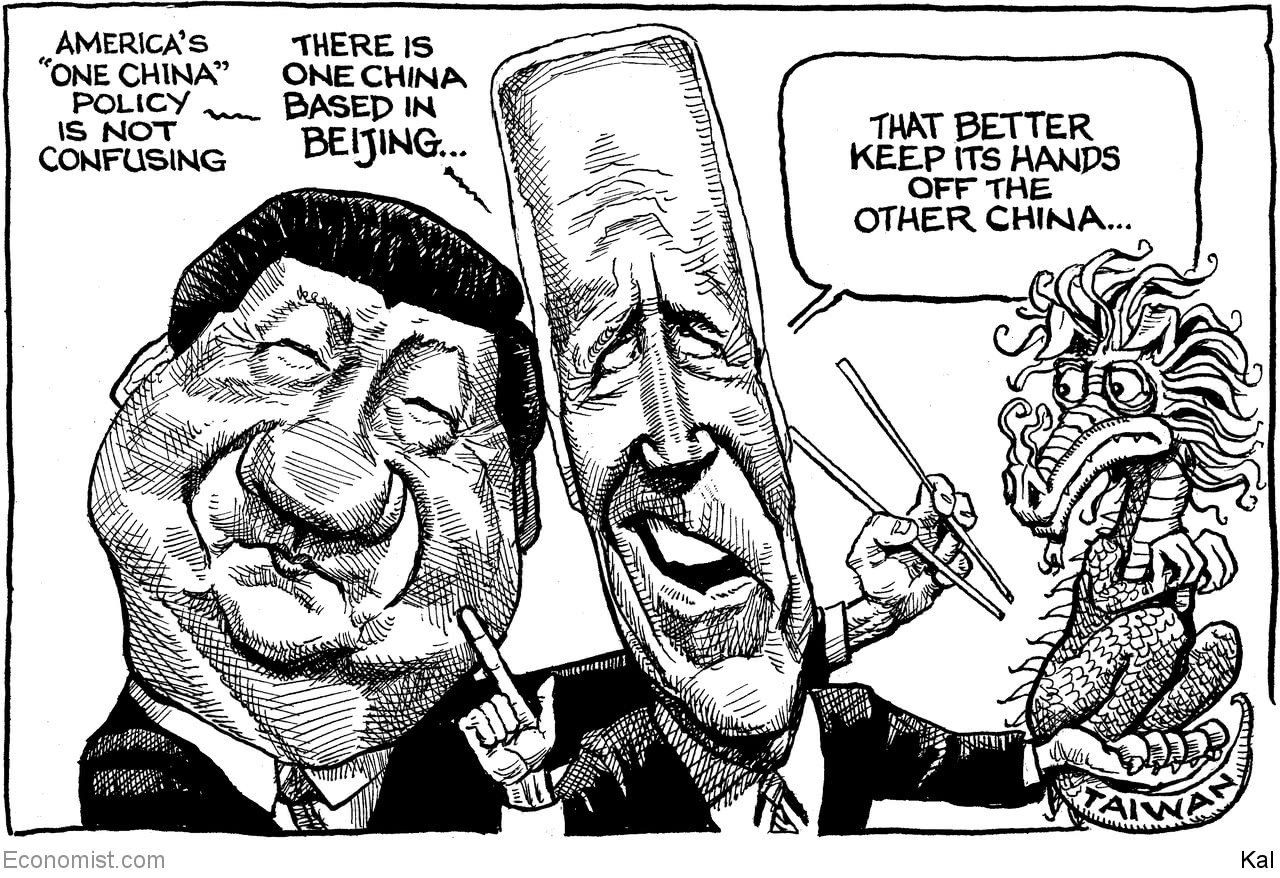 AMERICA'S
"ONE CHINA"
POLICY
IS NOT
CONFUSING
THERE IS
ONE CHINA
BASED IN
BEIJING...
THAT BETTER
KEEP ITS HANDS
OFF THE
OTHER CHINA...
TAIWAN
Economist.com
Kal